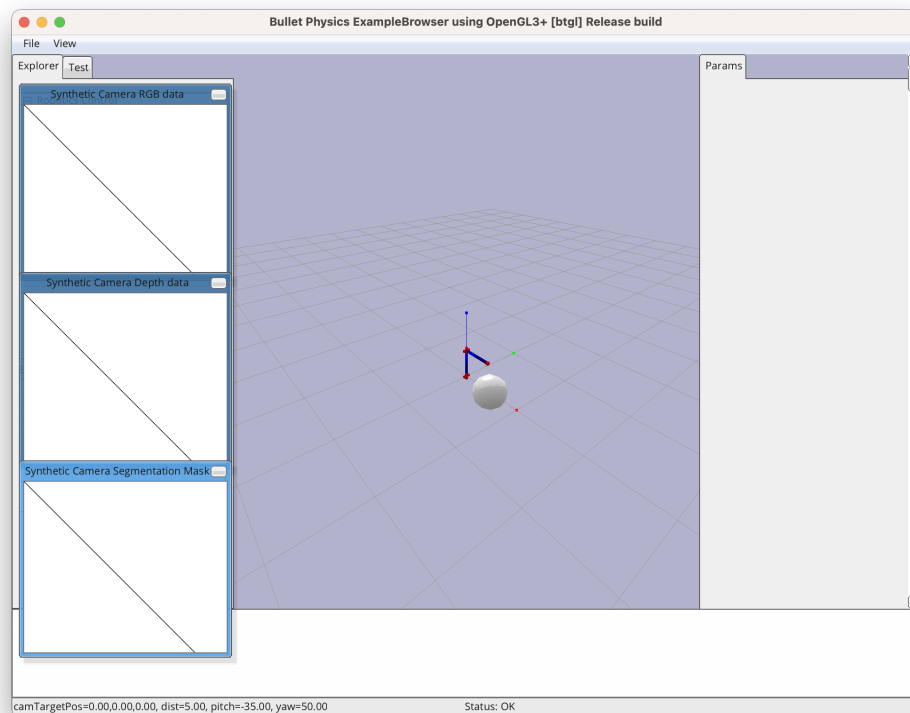 Bullet Physics ExampleBrowser using OpenGL3+ [btgl] Release build
File View
Explorer Test
Params
Synthetic Camera RGB data
Synthetic Camera Depth data
Synthetic Camera Segmentation Mask
camTargetPos=0.00,0.00,0.00, dist=5.00, pitch=-35.00, yaw=50.00
Status: OK